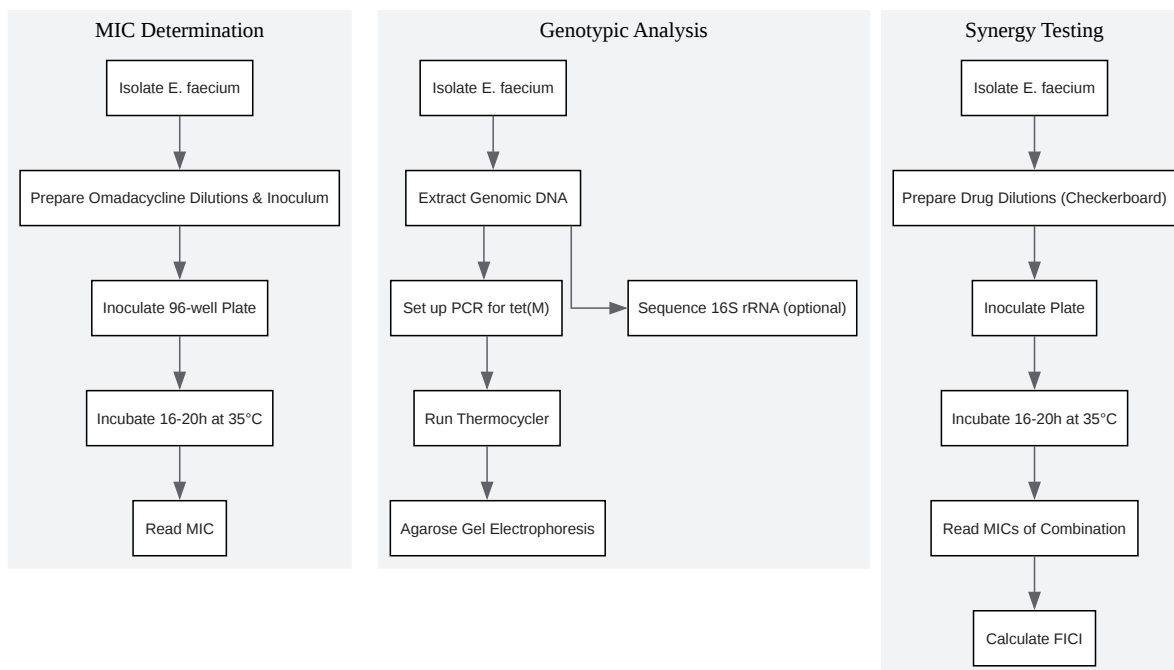 MIC Determination
Isolate E. faecium
Prepare Omadacycline Dilutions & Inoculum
Inoculate 96-well Plate
Incubate 16-20h at 35°C
Read MIC
Genotypic Analysis
Isolate E. faecium
Extract Genomic DNA
Set up PCR for tet(M)
Sequence 16S rRNA (optional)
Run Thermocycler
Agarose Gel Electrophoresis
Synergy Testing
Isolate E. faecium
Prepare Drug Dilutions (Checkerboard)
Inoculate Plate
Incubate 16-20h at 35°C
Read MICs of Combination
Calculate FICI